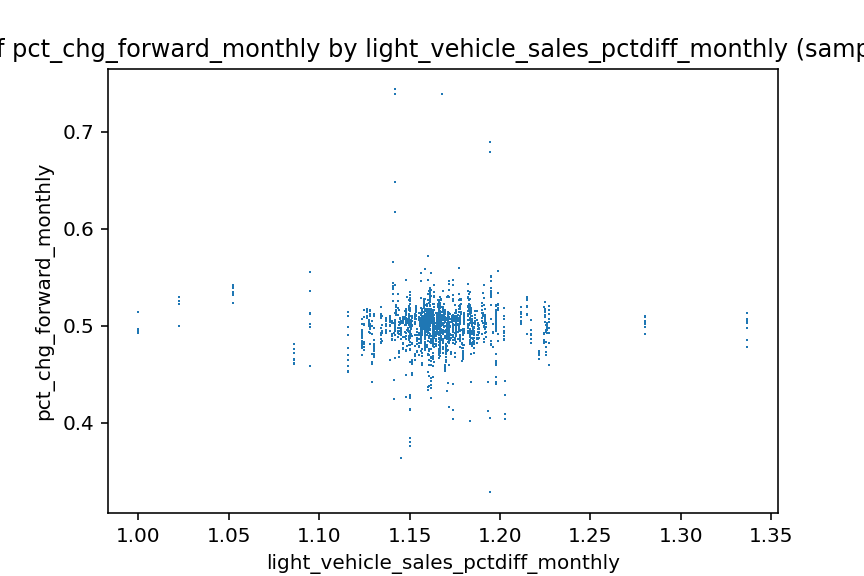 pct_chg_forward_monthly by light_vehicle_sales_pctdiff_monthly
0.7
0.6
0.5
0.4
pct_chg_forward_monthly
1.00 1.05 1.10 1.15 1.20 1.25 1.30 1.35
light_vehicle_sales_pctdiff_monthly